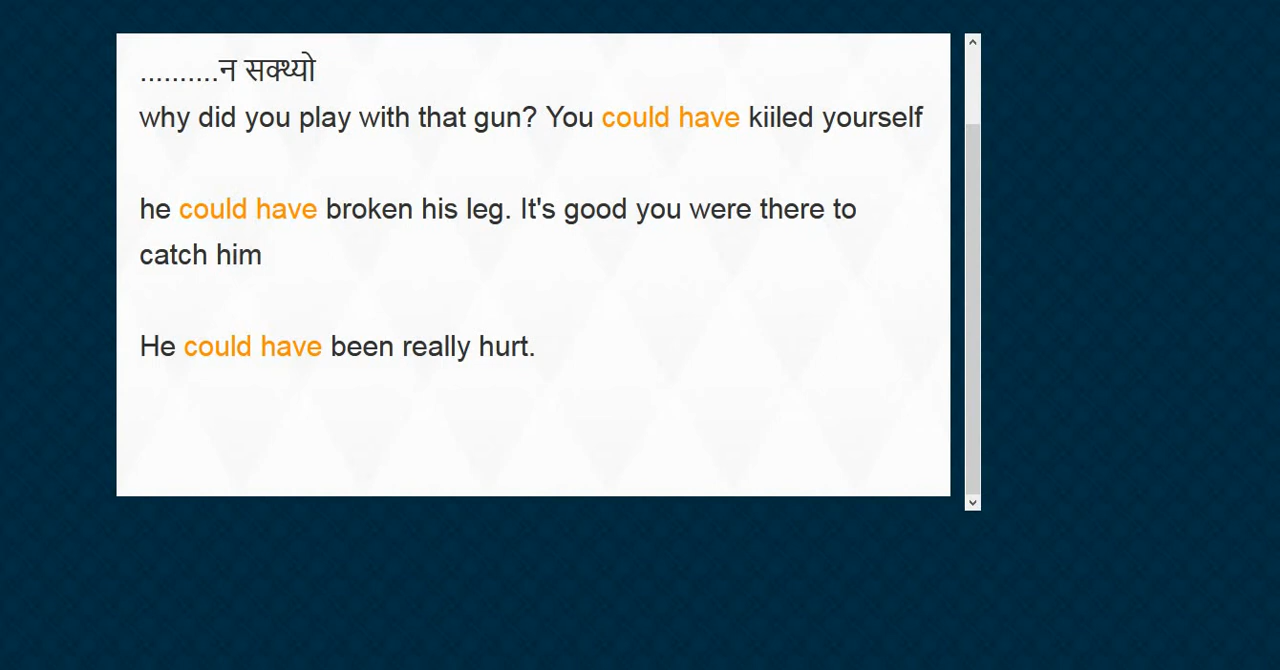 ..........न सक्थ्यो
why did you play with that gun? You could have kiiled yourself
he could have broken his leg. It's good you were there to
catch him
He could have been really hurt.